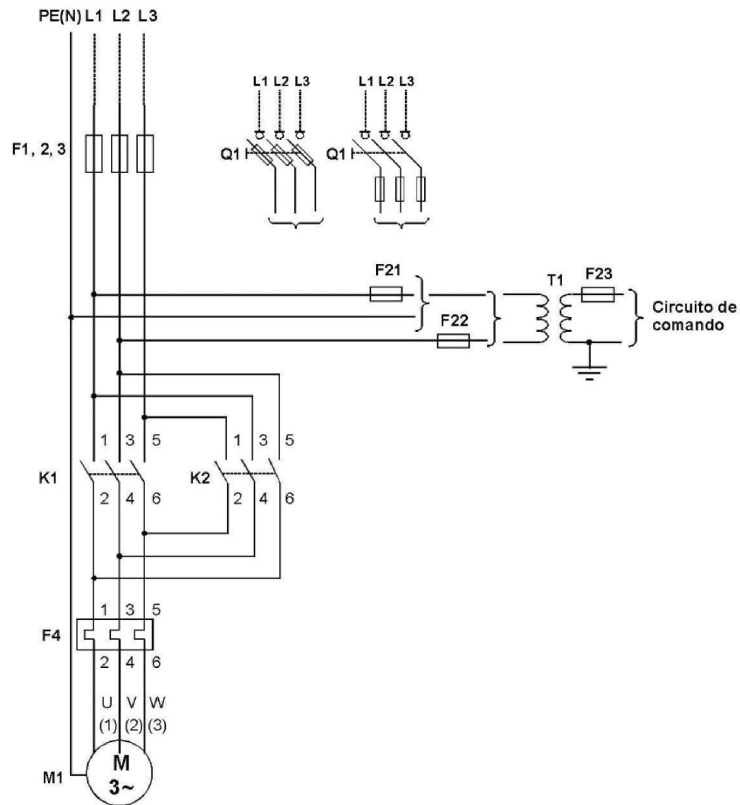 PE(N) L1 L2 L3
L1 L2 L3
L1 L2 L3
F1, 2, 3
Q1
Q1
F21
T1
F23
F22
Circuito de
comando
1 3 5
1 3 5
K1
K2
2 4 6
2 4 6
1 3 5
F4
2 4 6
U V W
(1) (2) (3)
M1
M
3~